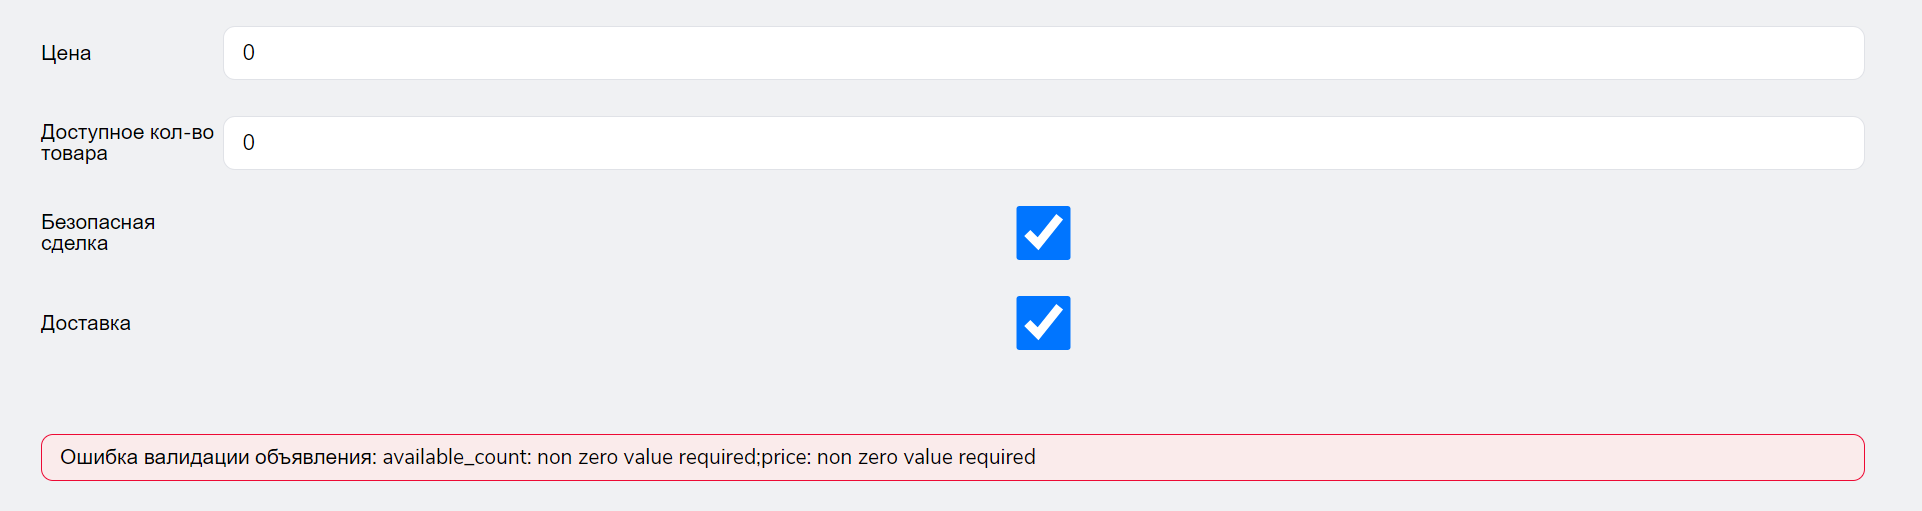 Цена
0
Доступное кол-во
товара
0
Безопасная
сделка
Доставка
Ошибка валидации объявления: available_count: non zero value required;price: non zero value required